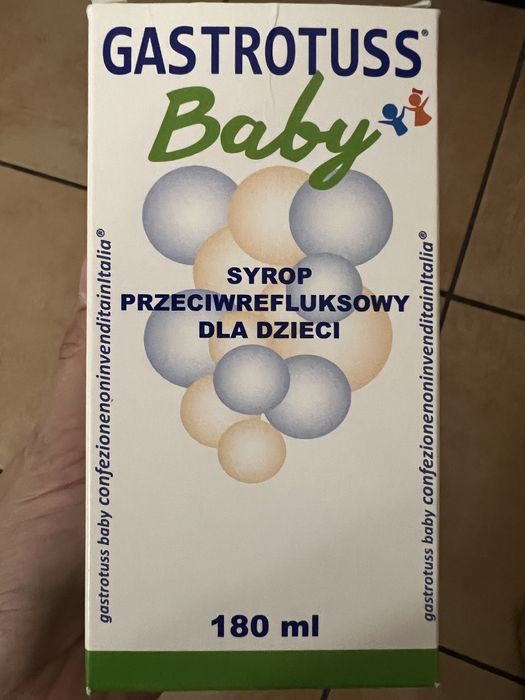 GASTROTUSS®
Baby
SYROP
PRZECIWREFLUKSOWY
DLA DZIECI
gastrotuss baby confezionenoninvenditainItalia®
gastrotuss baby confezionenoninvenditainItalia®
180 ml